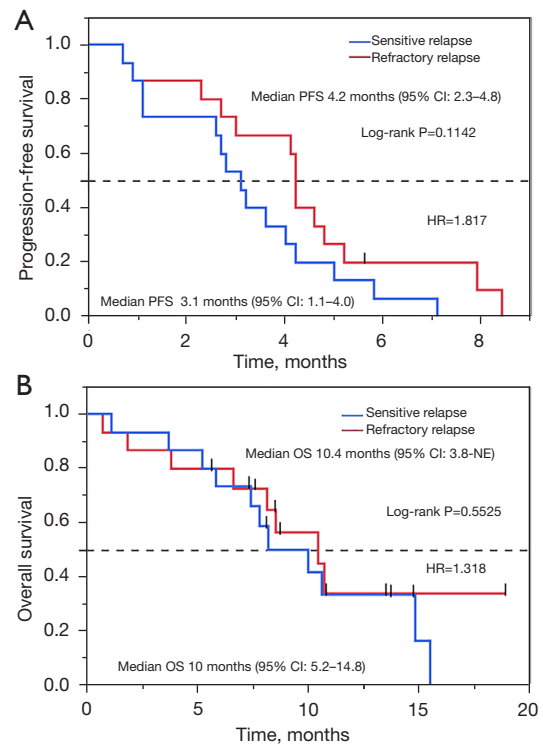 A
1.0
0.8
0.6
0.4
0.2
0.0
Progression-free survival
Sensitive relapse
Refractory relapse
Median PFS 4.2 months (95% CI: 2.3–4.8)
Log-rank P=0.1142
HR=1.817
Median PFS 3.1 months (95% CI: 1.1–4.0)
0 2 4 6 8
Time, months
B
1.0
0.8
0.6
0.4
0.2
0.0
Overall survival
Sensitive relapse
Refractory relapse
Median OS 10.4 months (95% CI: 3.8-NE)
Log-rank P=0.5525
HR=1.318
Median OS 10 months (95% CI: 5.2–14.8)
0 5 10 15 20
Time, months